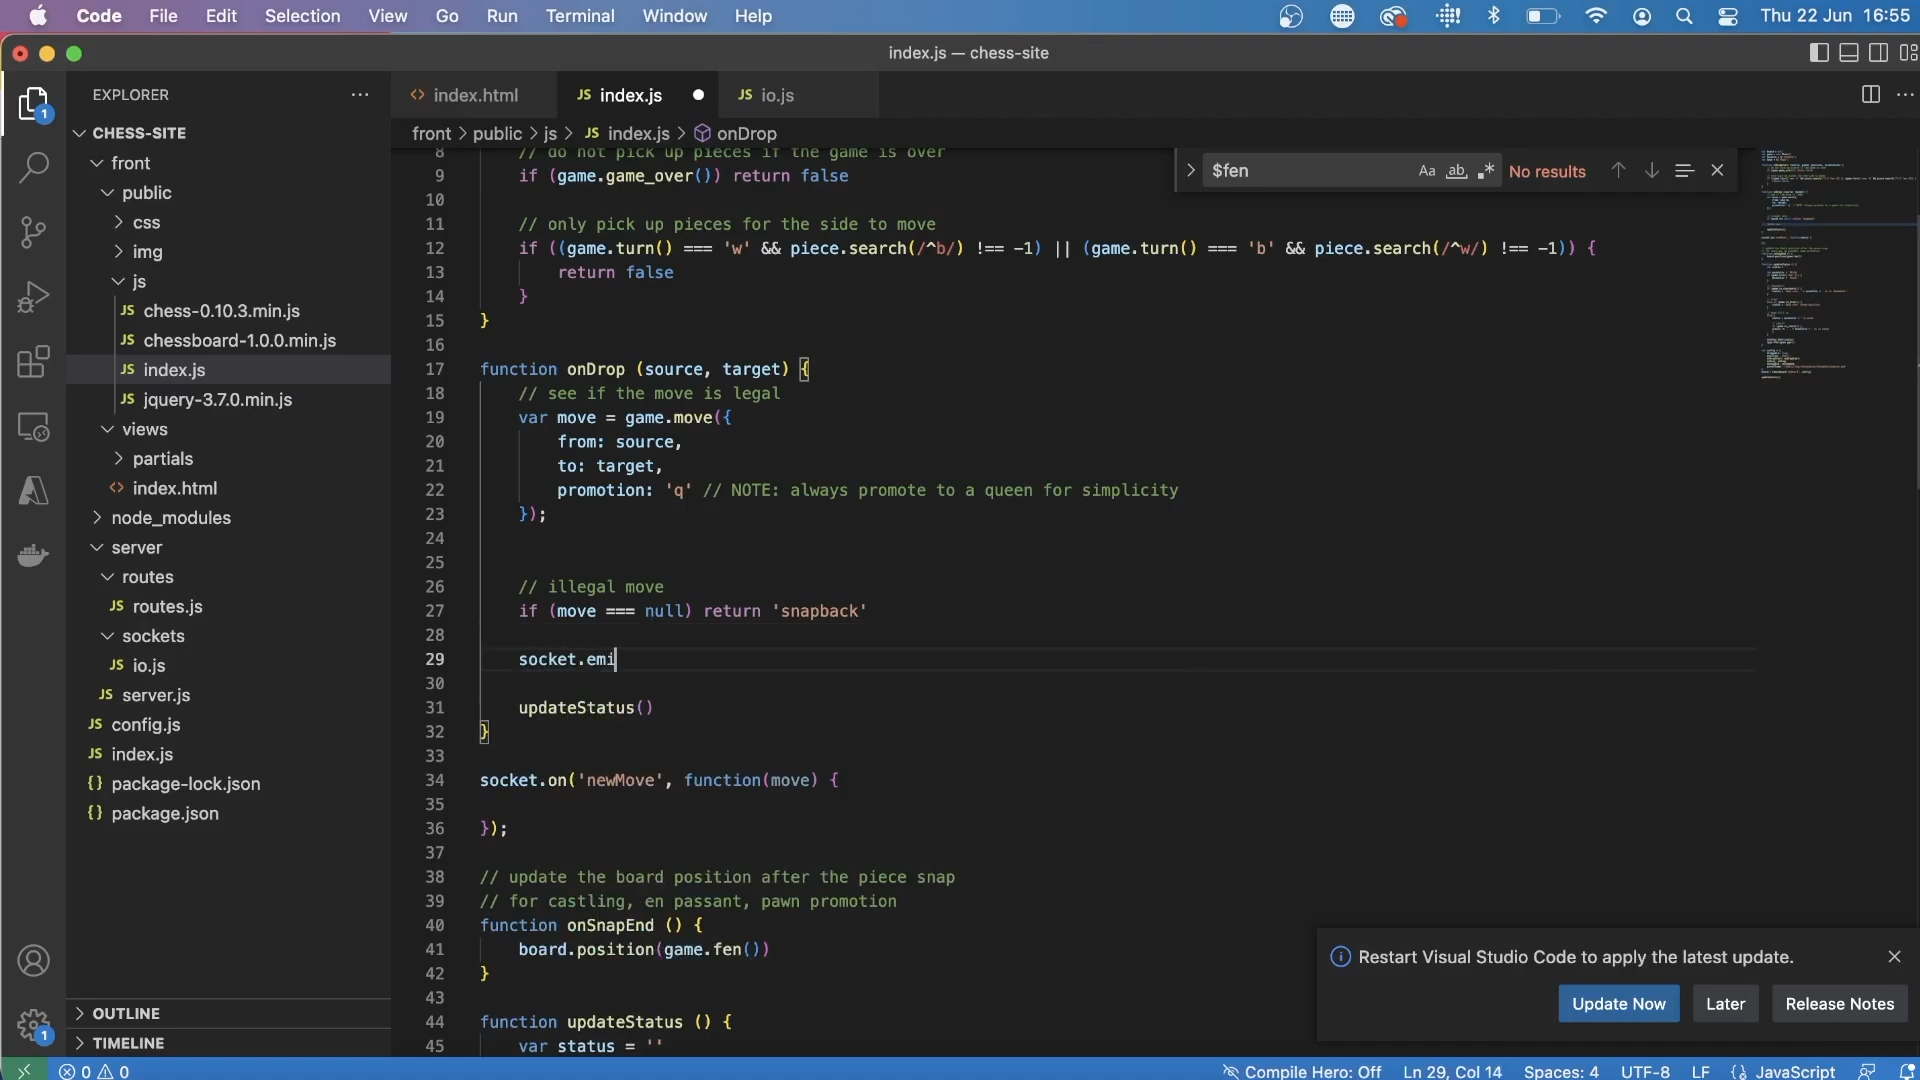 Code File Edit Selection View Go Run Terminal Window Help Thu 22 Jun 16:55
index.js — chess-site
EXPLORER
CHESS-SITE
front
public
css
img
js
JS chess-0.10.3.min.js
JS chessboard-1.0.0.min.js
JS index.js
JS jquery-3.7.0.min.js
views
partials
<> index.html
node_modules
server
routes
JS routes.js
sockets
JS io.js
JS server.js
JS config.js
JS index.js
{} package-lock.json
{} package.json
OUTLINE
TIMELINE
1
1
<> index.html JS index.js JS io.js
front > public > js > JS index.js > onDrop
$fen Aa ab .* No results
8 // do not pick up pieces if the game is over
9 if (game.game_over()) return false
10
11 // only pick up pieces for the side to move
12 if ((game.turn() === 'w' && piece.search(/^b/) !== -1) || (game.turn() === 'b' && piece.search(/^w/) !== -1)) {
13 return false
14 }
15 }
16
17 function onDrop (source, target) {
18 // see if the move is legal
19 var move = game.move({
20 from: source,
21 to: target,
22 promotion: 'q' // NOTE: always promote to a queen for simplicity
23 });
24
25
26 // illegal move
27 if (move === null) return 'snapback'
28
29 socket.emi
30
31 updateStatus()
32 }
33
34 socket.on('newMove', function(move) {
35
36 });
37
38 // update the board position after the piece snap
39 // for castling, en passant, pawn promotion
40 function onSnapEnd () {
41 board.position(game.fen())
42 }
43
44 function updateStatus () {
45 var status = ''
Restart Visual Studio Code to apply the latest update.
Update Now Later Release Notes
0 0 Compile Hero: Off Ln 29, Col 14 Spaces: 4 UTF-8 LF {} JavaScript